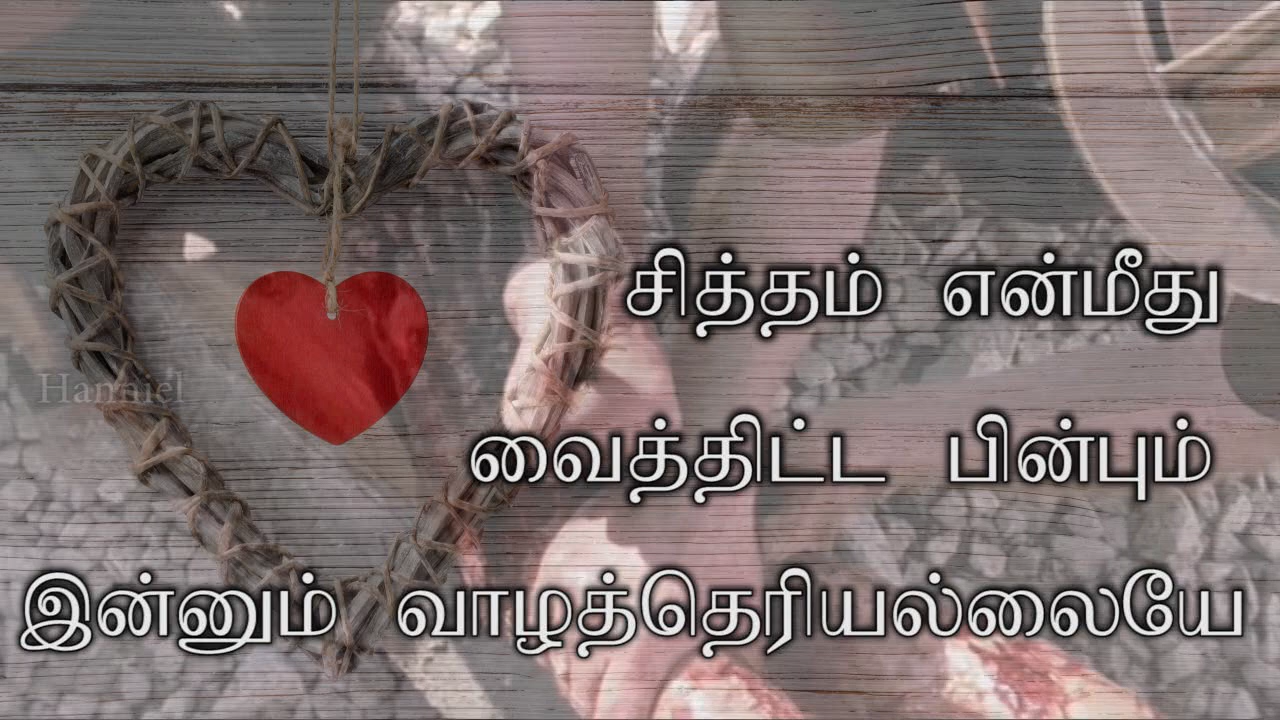 சித்தம் என்மீது
Hanniel
வைத்திட்ட பின்பும்
இன்னும் வாழத்தெரியல்லையே